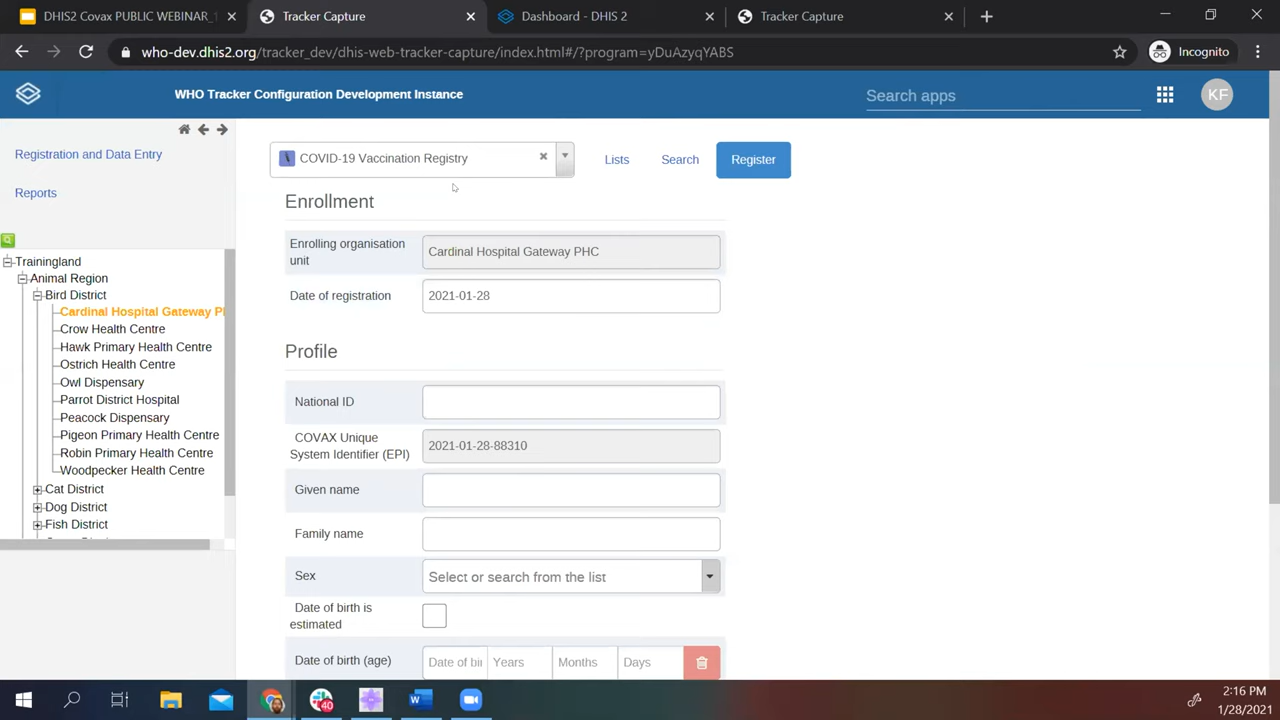 DHIS2 Covax PUBLIC WEBINAR_1
Tracker Capture
Dashboard - DHIS 2
Tracker Capture
who-dev.dhis2.org/tracker_dev/dhis-web-tracker-capture/index.html#/?program=yDuAzyqYABS
Incognito
WHO Tracker Configuration Development Instance
Search apps
KF
Registration and Data Entry
Reports
COVID-19 Vaccination Registry
Lists
Search
Register
Trainingland
Animal Region
Bird District
Cardinal Hospital Gateway P
Crow Health Centre
Hawk Primary Health Centre
Ostrich Health Centre
Owl Dispensary
Parrot District Hospital
Peacock Dispensary
Pigeon Primary Health Centre
Robin Primary Health Centre
Woodpecker Health Centre
Cat District
Dog District
Fish District
Enrollment
Enrolling organisation
unit
Cardinal Hospital Gateway PHC
Date of registration
2021-01-28
Profile
National ID
COVAX Unique
System Identifier (EPI)
2021-01-28-88310
Given name
Family name
Sex
Select or search from the list
Date of birth is
estimated
Date of birth (age)
Date of bir
Years
Months
Days
40
2:16 PM
1/28/2021